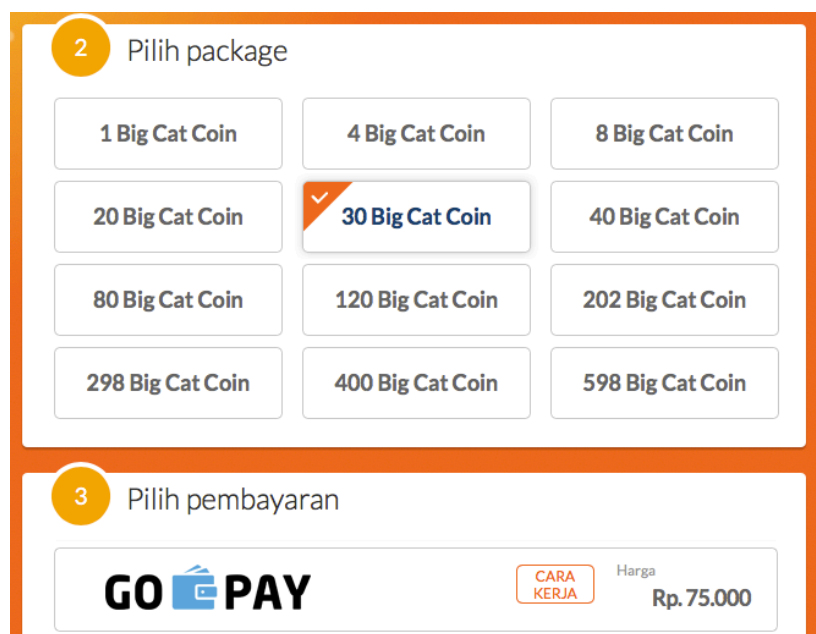 2
Pilih package
1 Big Cat Coin
4 Big Cat Coin
8 Big Cat Coin
20 Big Cat Coin
30 Big Cat Coin
40 Big Cat Coin
80 Big Cat Coin
120 Big Cat Coin
202 Big Cat Coin
298 Big Cat Coin
400 Big Cat Coin
598 Big Cat Coin
3
Pilih pembayaran
GO PAY
CARA
KERJA
Harga
Rp. 75.000